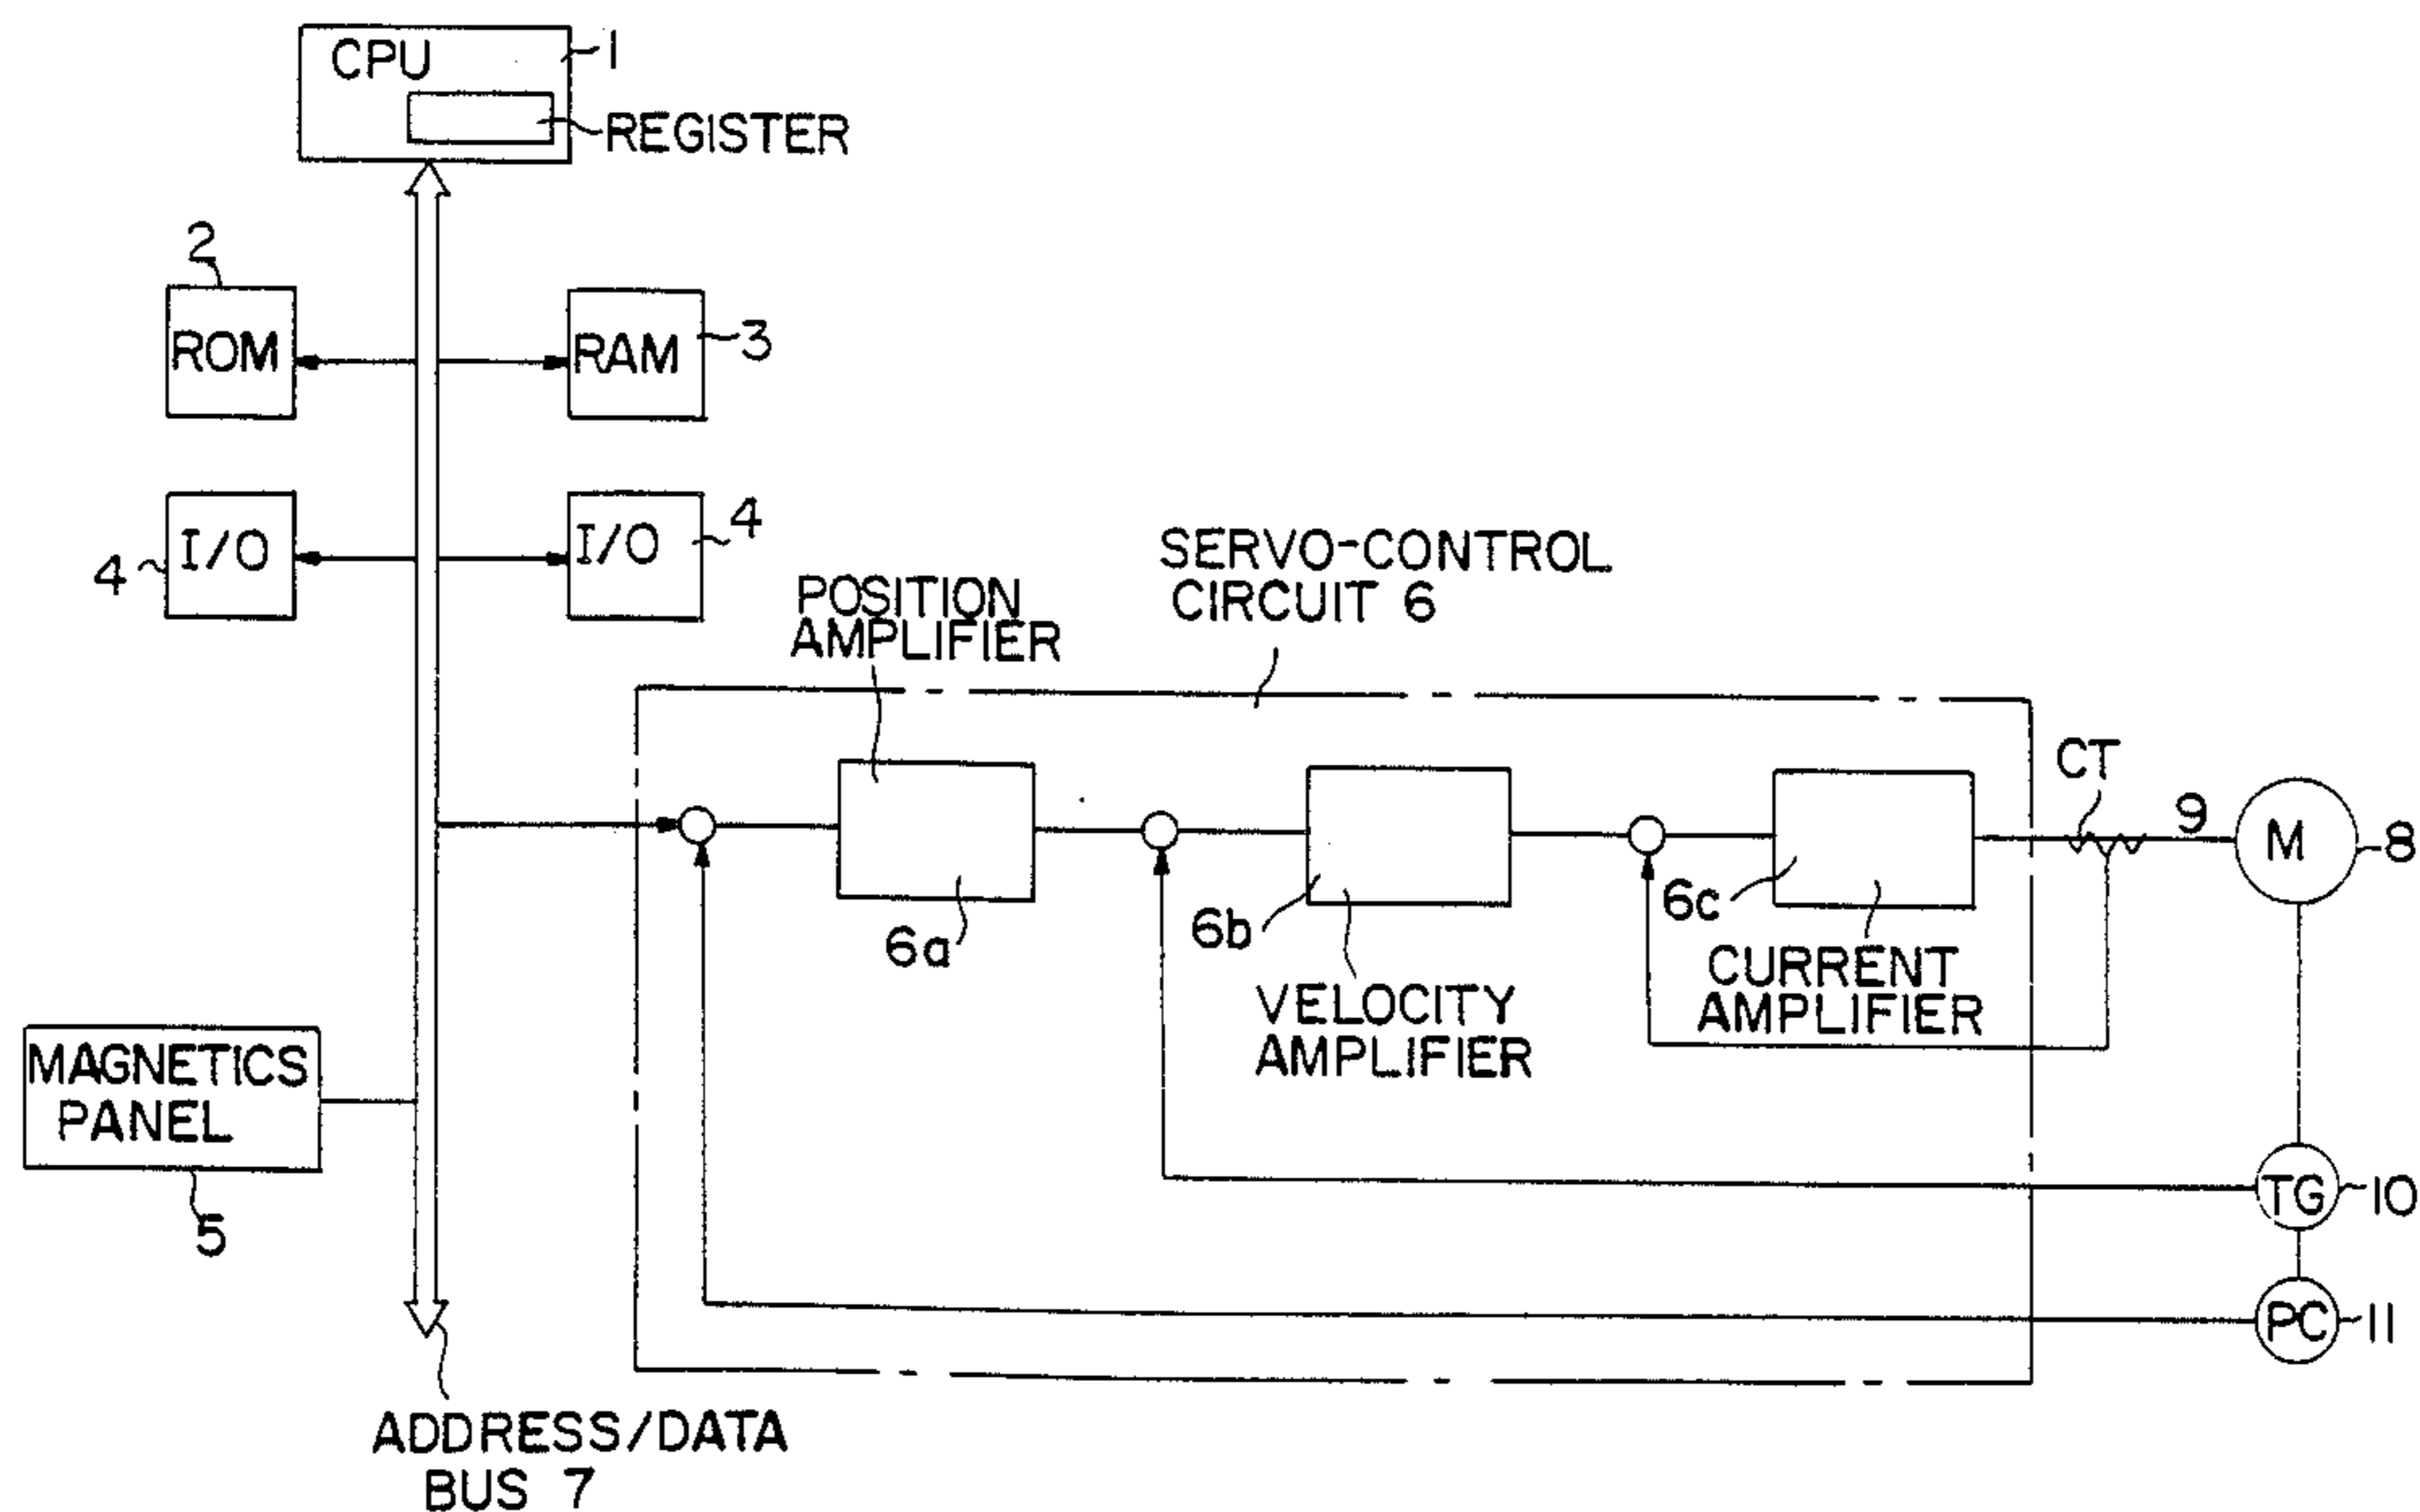 CPU
1
REGISTER
2
ROM
RAM
3
I/O
4
I/O
4
POSITION
AMPLIFIER
SERVO-CONTROL
CIRCUIT 6
6a
6b
VELOCITY
AMPLIFIER
6c
CURRENT
AMPLIFIER
CT
9
M
8
TG
10
PC
11
MAGNETICS
PANEL
5
ADDRESS/DATA
BUS 7